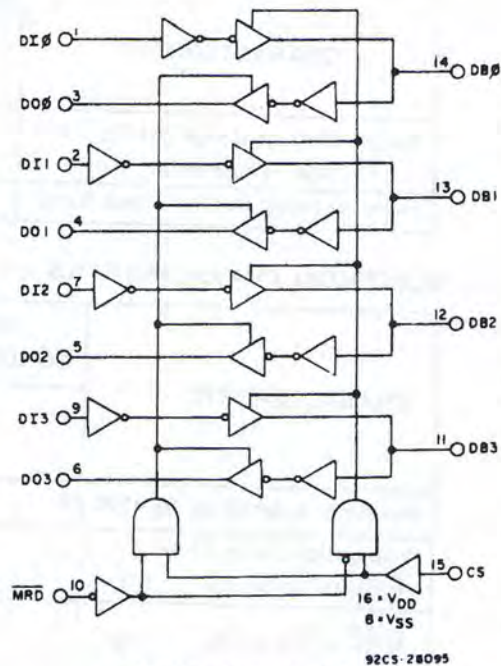 DIØ 1
14 DBØ
DOØ 3
DI1 2
13 DB1
DO1 4
DI2 7
12 DB2
DO2 5
DI3 9
11 DB3
DO3 6
15 CS
MRD 10
16 = VDD
8 = VSS
92CS-28095